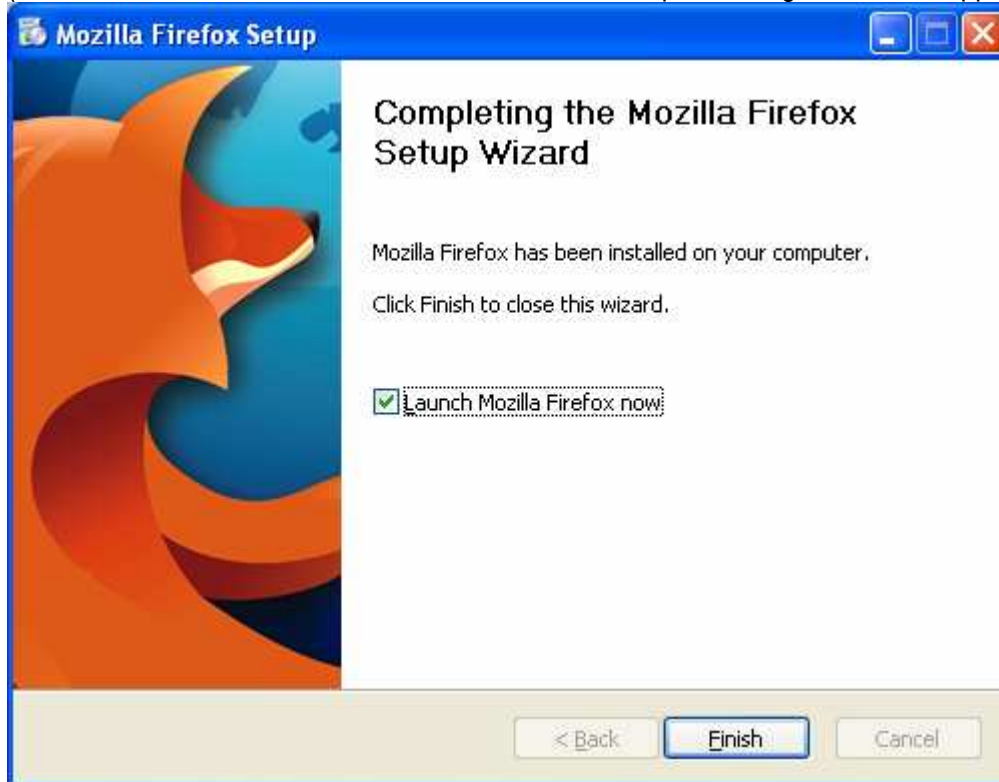 Mozilla Firefox Setup
Completing the Mozilla Firefox
Setup Wizard
Mozilla Firefox has been installed on your computer.
Click Finish to close this wizard.
Launch Mozilla Firefox now
< Back Finish Cancel